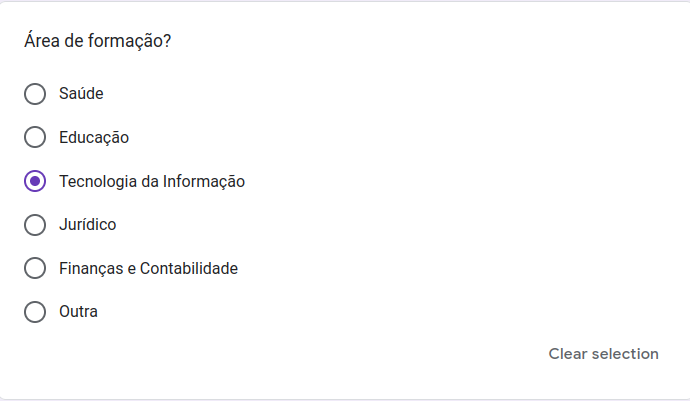 Área de formação?
Saúde
Educação
Tecnologia da Informação
Jurídico
Finanças e Contabilidade
Outra
Clear selection